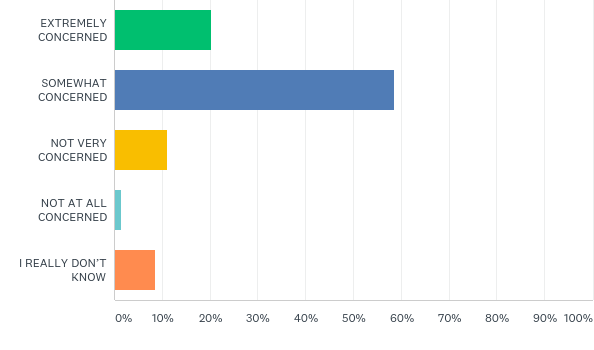 EXTREMELY
CONCERNED
SOMEWHAT
CONCERNED
NOT VERY
CONCERNED
NOT AT ALL
CONCERNED
I REALLY DON'T
KNOW
0% 10% 20% 30% 40% 50% 60% 70% 80% 90% 100%